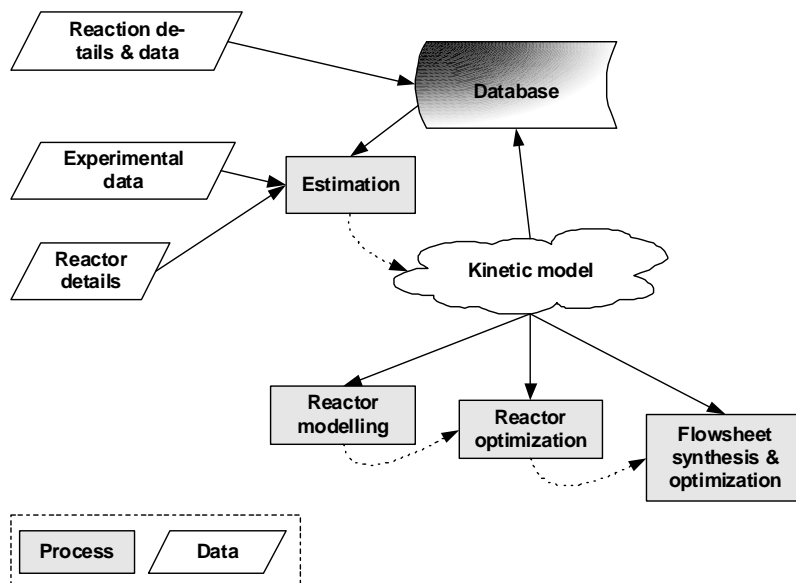 Reaction de-
tails & data
Database
Experimental
data
Estimation
Reactor
details
Kinetic model
Reactor
modelling
Reactor
optimization
Flowsheet
synthesis &
optimization
Process
Data